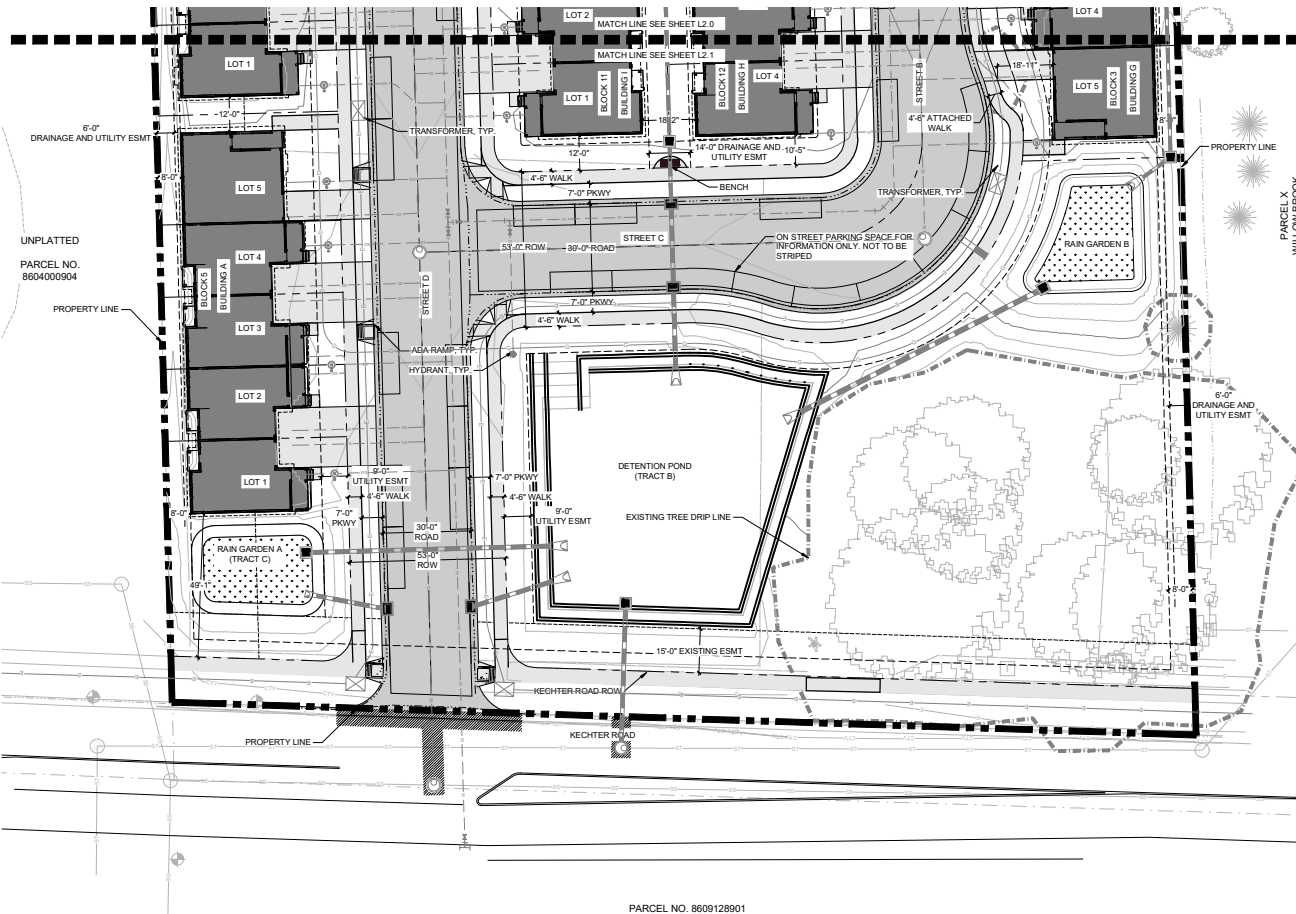 LOT 2
MATCH LINE SEE SHEET L2.0
LOT 4
MATCH LINE SEE SHEET L2.1
LOT 1
BLOCK 11
BUILDING I
LOT 1
BLOCK 12
BUILDING H
LOT 4
STREET B
18'-11"
LOT 5
BLOCK 3
BUILDING G
12'-0"
6'-0"
DRAINAGE AND UTILITY ESMT
TRANSFORMER, TYP.
18'-2"
4'-6" ATTACHED
WALK
12'-0"
14'-0" DRAINAGE AND
UTILITY ESMT
10'-5"
PROPERTY LINE
8'-0"
LOT 5
4'-6" WALK
BENCH
7'-0" PKWY
TRANSFORMER, TYP.
PARCEL X
WILLOW BROOK
UNPLATTED
PARCEL NO.
8604000904
LOT 4
53'-0" ROW
30'-0" ROAD
STREET C
ON STREET PARKING SPACE FOR
INFORMATION ONLY. NOT TO BE
STRIPED
RAIN GARDEN B
BLOCK 5
BUILDING A
STREET D
PROPERTY LINE
7'-0" PKWY
4'-6" WALK
LOT 3
ADA RAMP, TYP.
HYDRANT, TYP.
LOT 2
6'-0"
DRAINAGE AND
UTILITY ESMT
DETENTION POND
(TRACT B)
LOT 1
9'-0"
UTILITY ESMT
4'-6" WALK
7'-0" PKWY
4'-6" WALK
8'-0"
7'-0"
PKWY
9'-0"
UTILITY ESMT
EXISTING TREE DRIP LINE
30'-0"
ROAD
RAIN GARDEN A
(TRACT C)
53'-0"
ROW
49'-1"
8'-0"
15'-0" EXISTING ESMT
KECHTER ROAD ROW
PROPERTY LINE
KECHTER ROAD
PARCEL NO. 8609128901